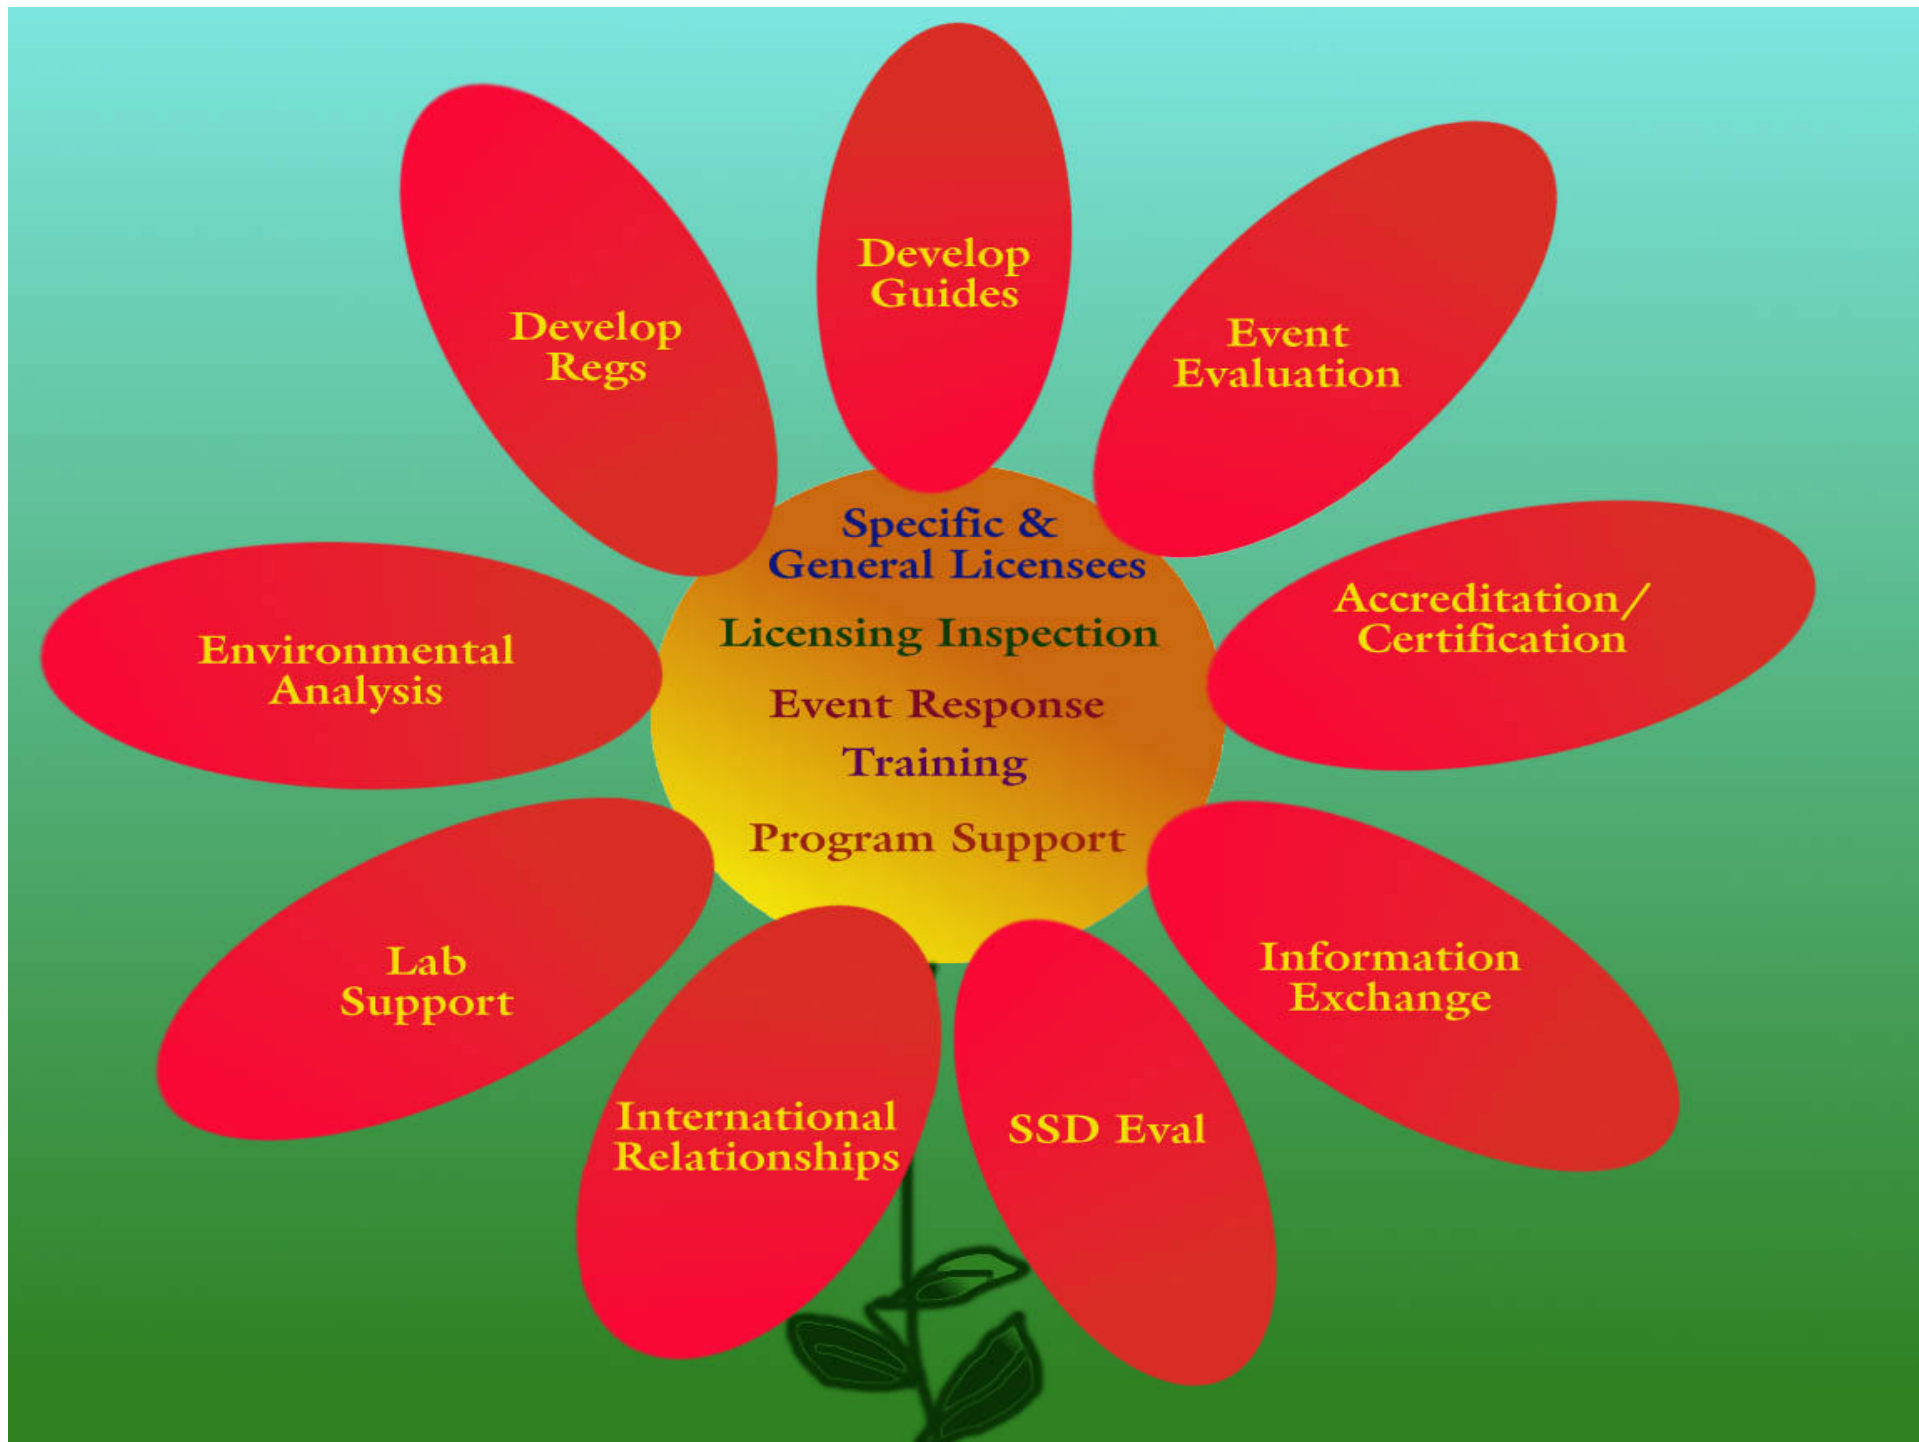 Develop
Guides
Develop
Regs
Event
Evaluation
Specific &
General Licensees
Licensing Inspection
Event Response
Training
Program Support
Accreditation/
Certification
Environmental
Analysis
Lab
Support
Information
Exchange
International
Relationships
SSD Eval